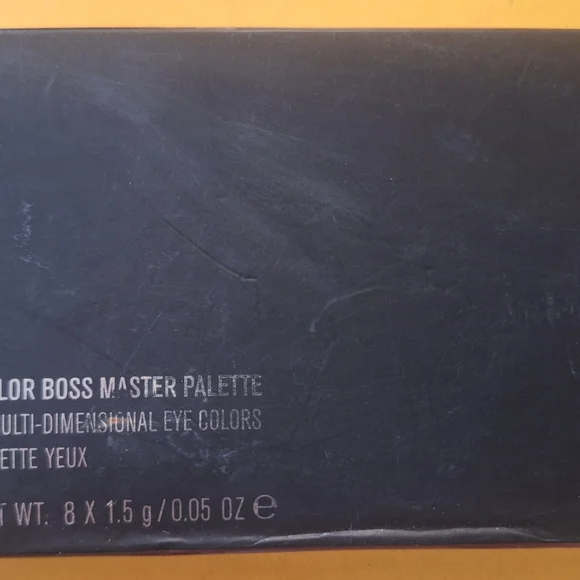 LOR BOSS MASTER PALETTE
ULTI-DIMENSIONAL EYE COLORS
ETTE YEUX
T WT. 8 X 1.5 g/0.05 OZ e